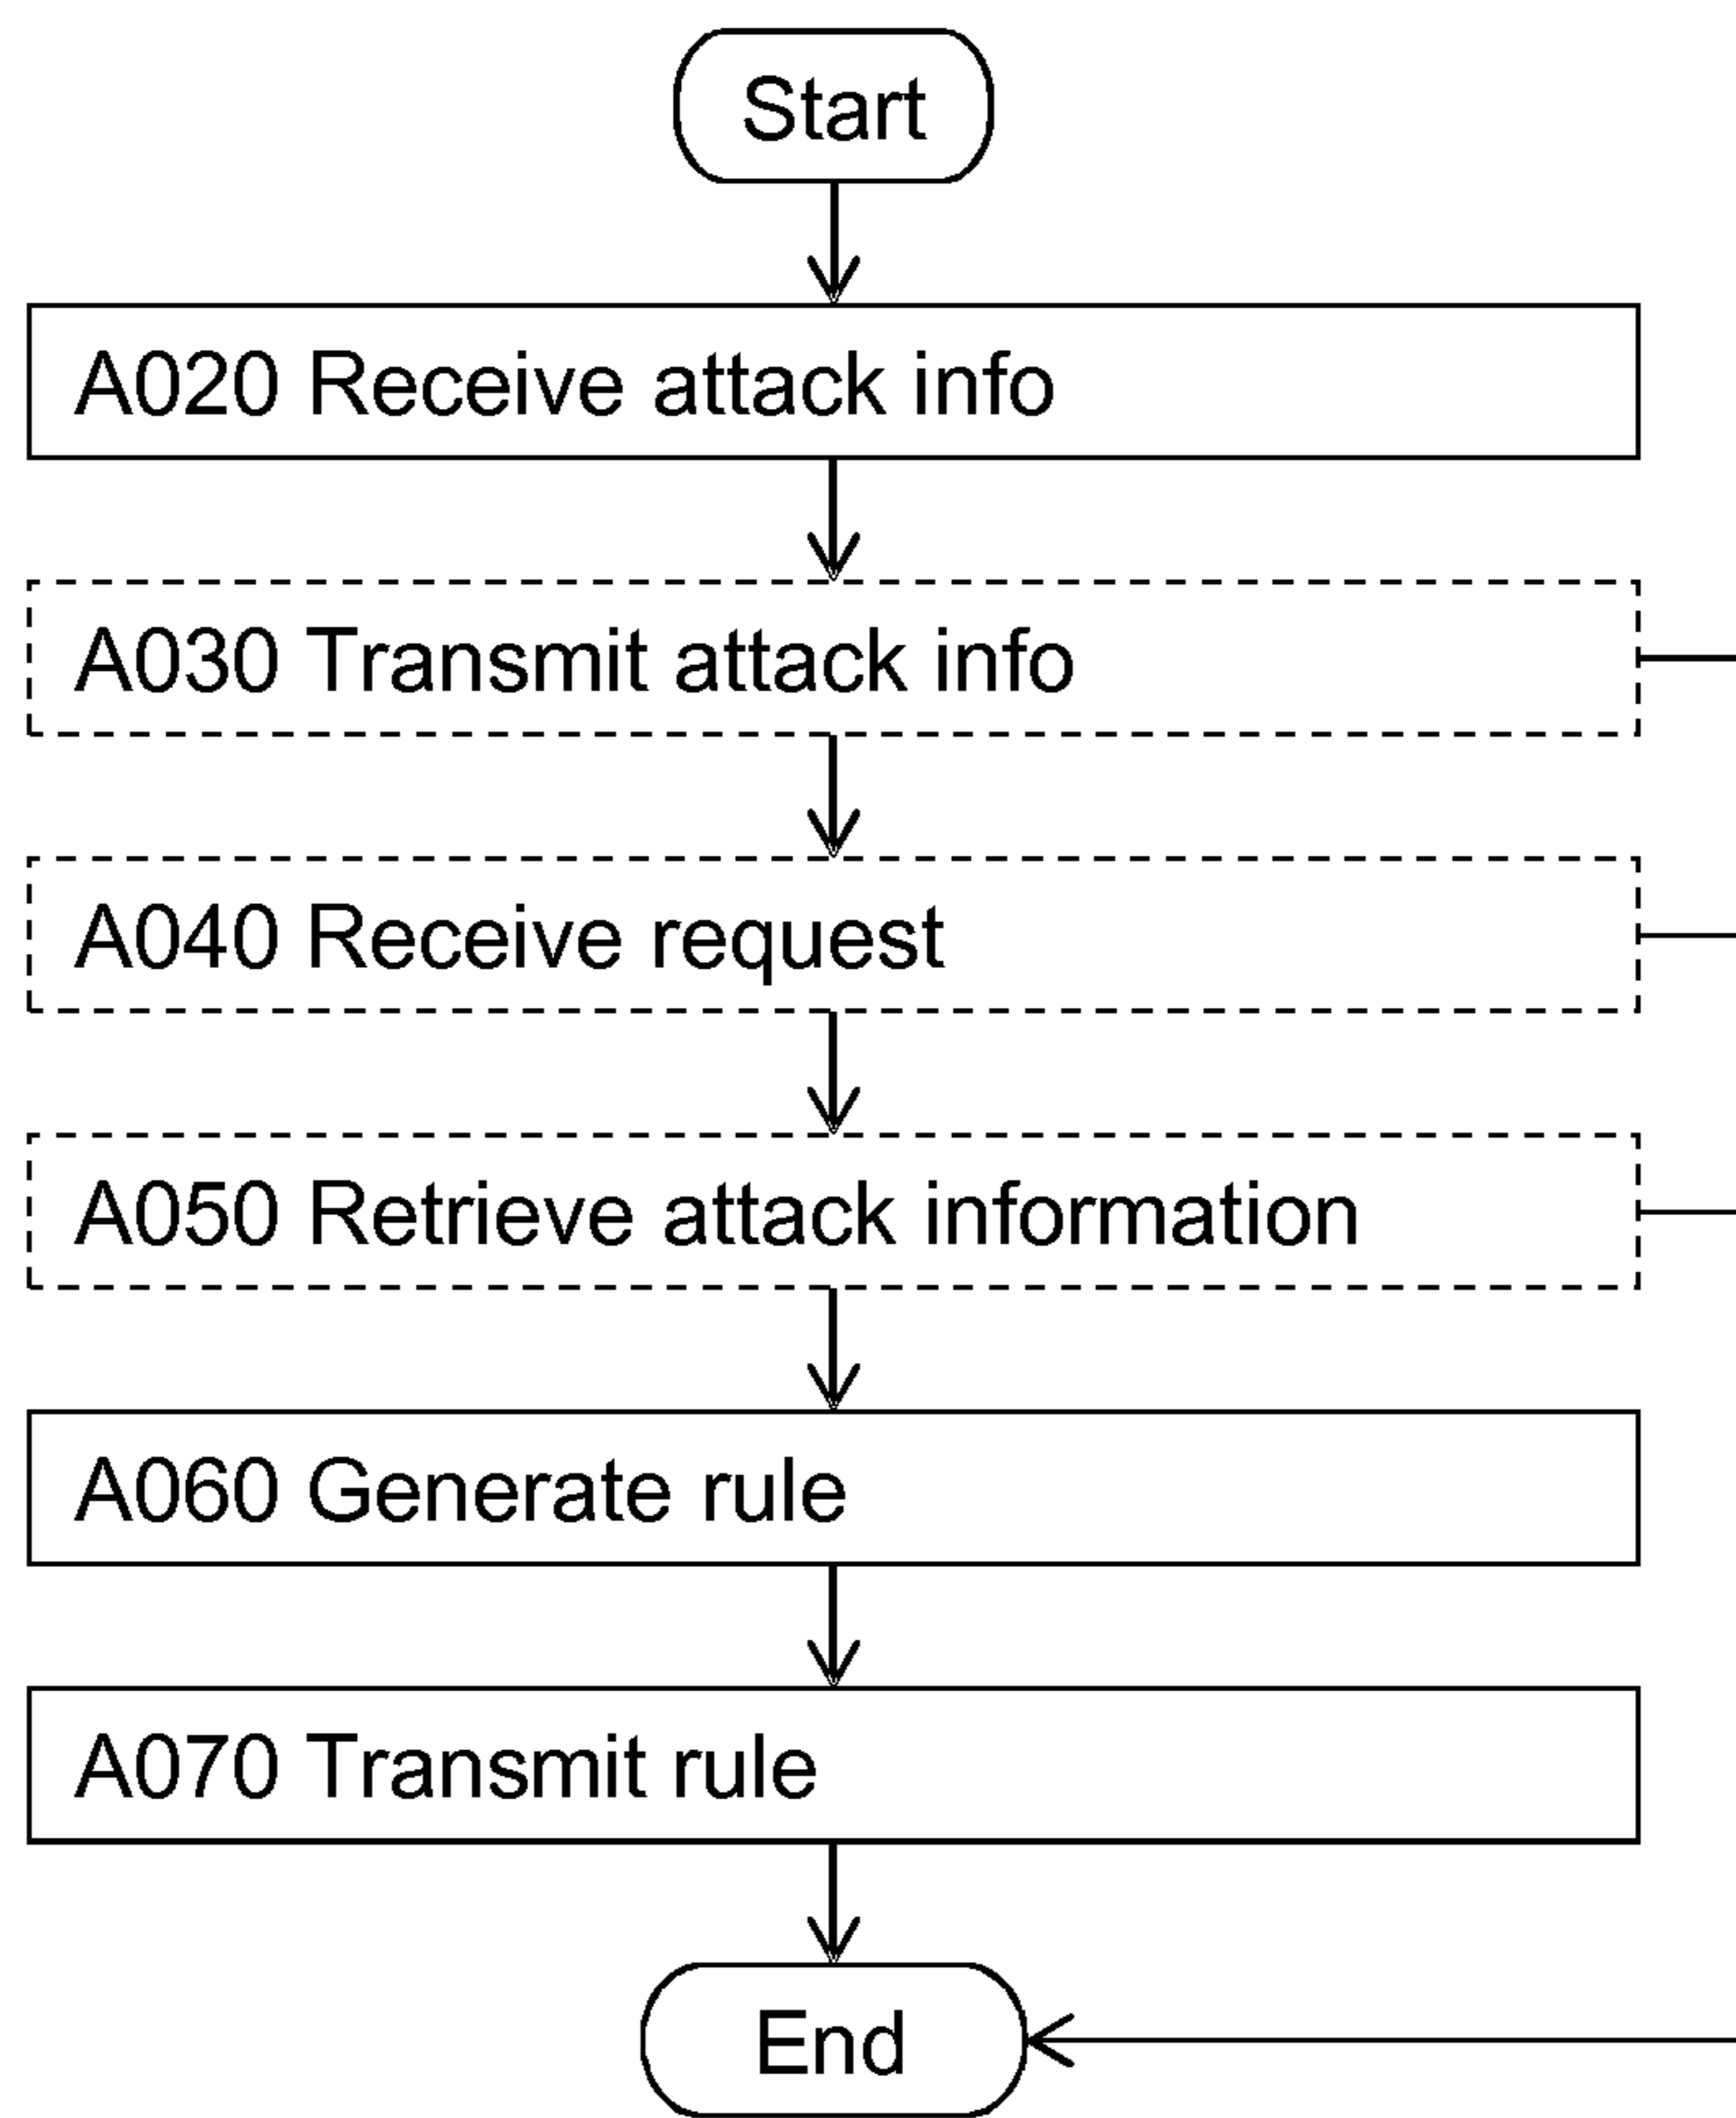 Start
A020 Receive attack info
A030 Transmit attack info
A040 Receive request
A050 Retrieve attack information
A060 Generate rule
A070 Transmit rule
End